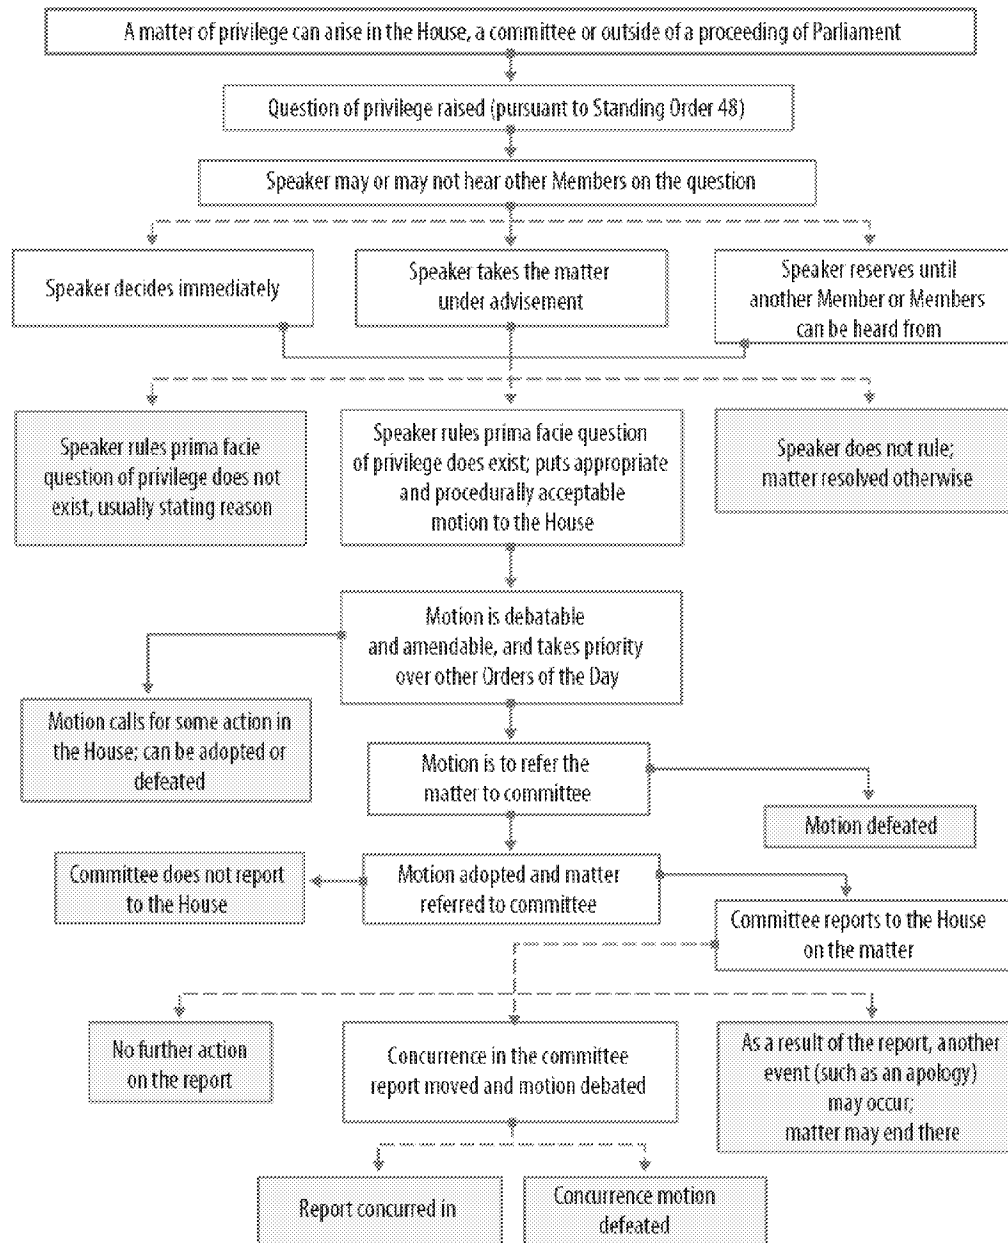 A matter of privilege can arise in the House, a committee or outside of a proceeding of Parliament
Question of privilege raised (pursuant to Standing Order 48)
Speaker may or may not hear other Members on the question
Speaker decides immediately
Speaker takes the matter
under advisement
Speaker reserves until
another Member or Members
can be heard from
Speaker rules prima facie
question of privilege does not
exist, usually stating reason
Speaker rules prima facie question
of privilege does exist; puts appropriate
and procedurally acceptable
motion to the House
Speaker does not rule;
matter resolved otherwise
Motion is debatable
and amendable, and takes priority
over other Orders of the Day
Motion calls for some action in
the House; can be adopted or
defeated
Motion is to refer the
matter to committee
Motion defeated
Committee does not report
to the House
Motion adopted and matter
referred to committee
Committee reports to the House
on the matter
No further action
on the report
Concurrence in the committee
report moved and motion debated
As a result of the report, another
event (such as an apology)
may occur;
matter may end there
Report concurred in
Concurrence motion
defeated